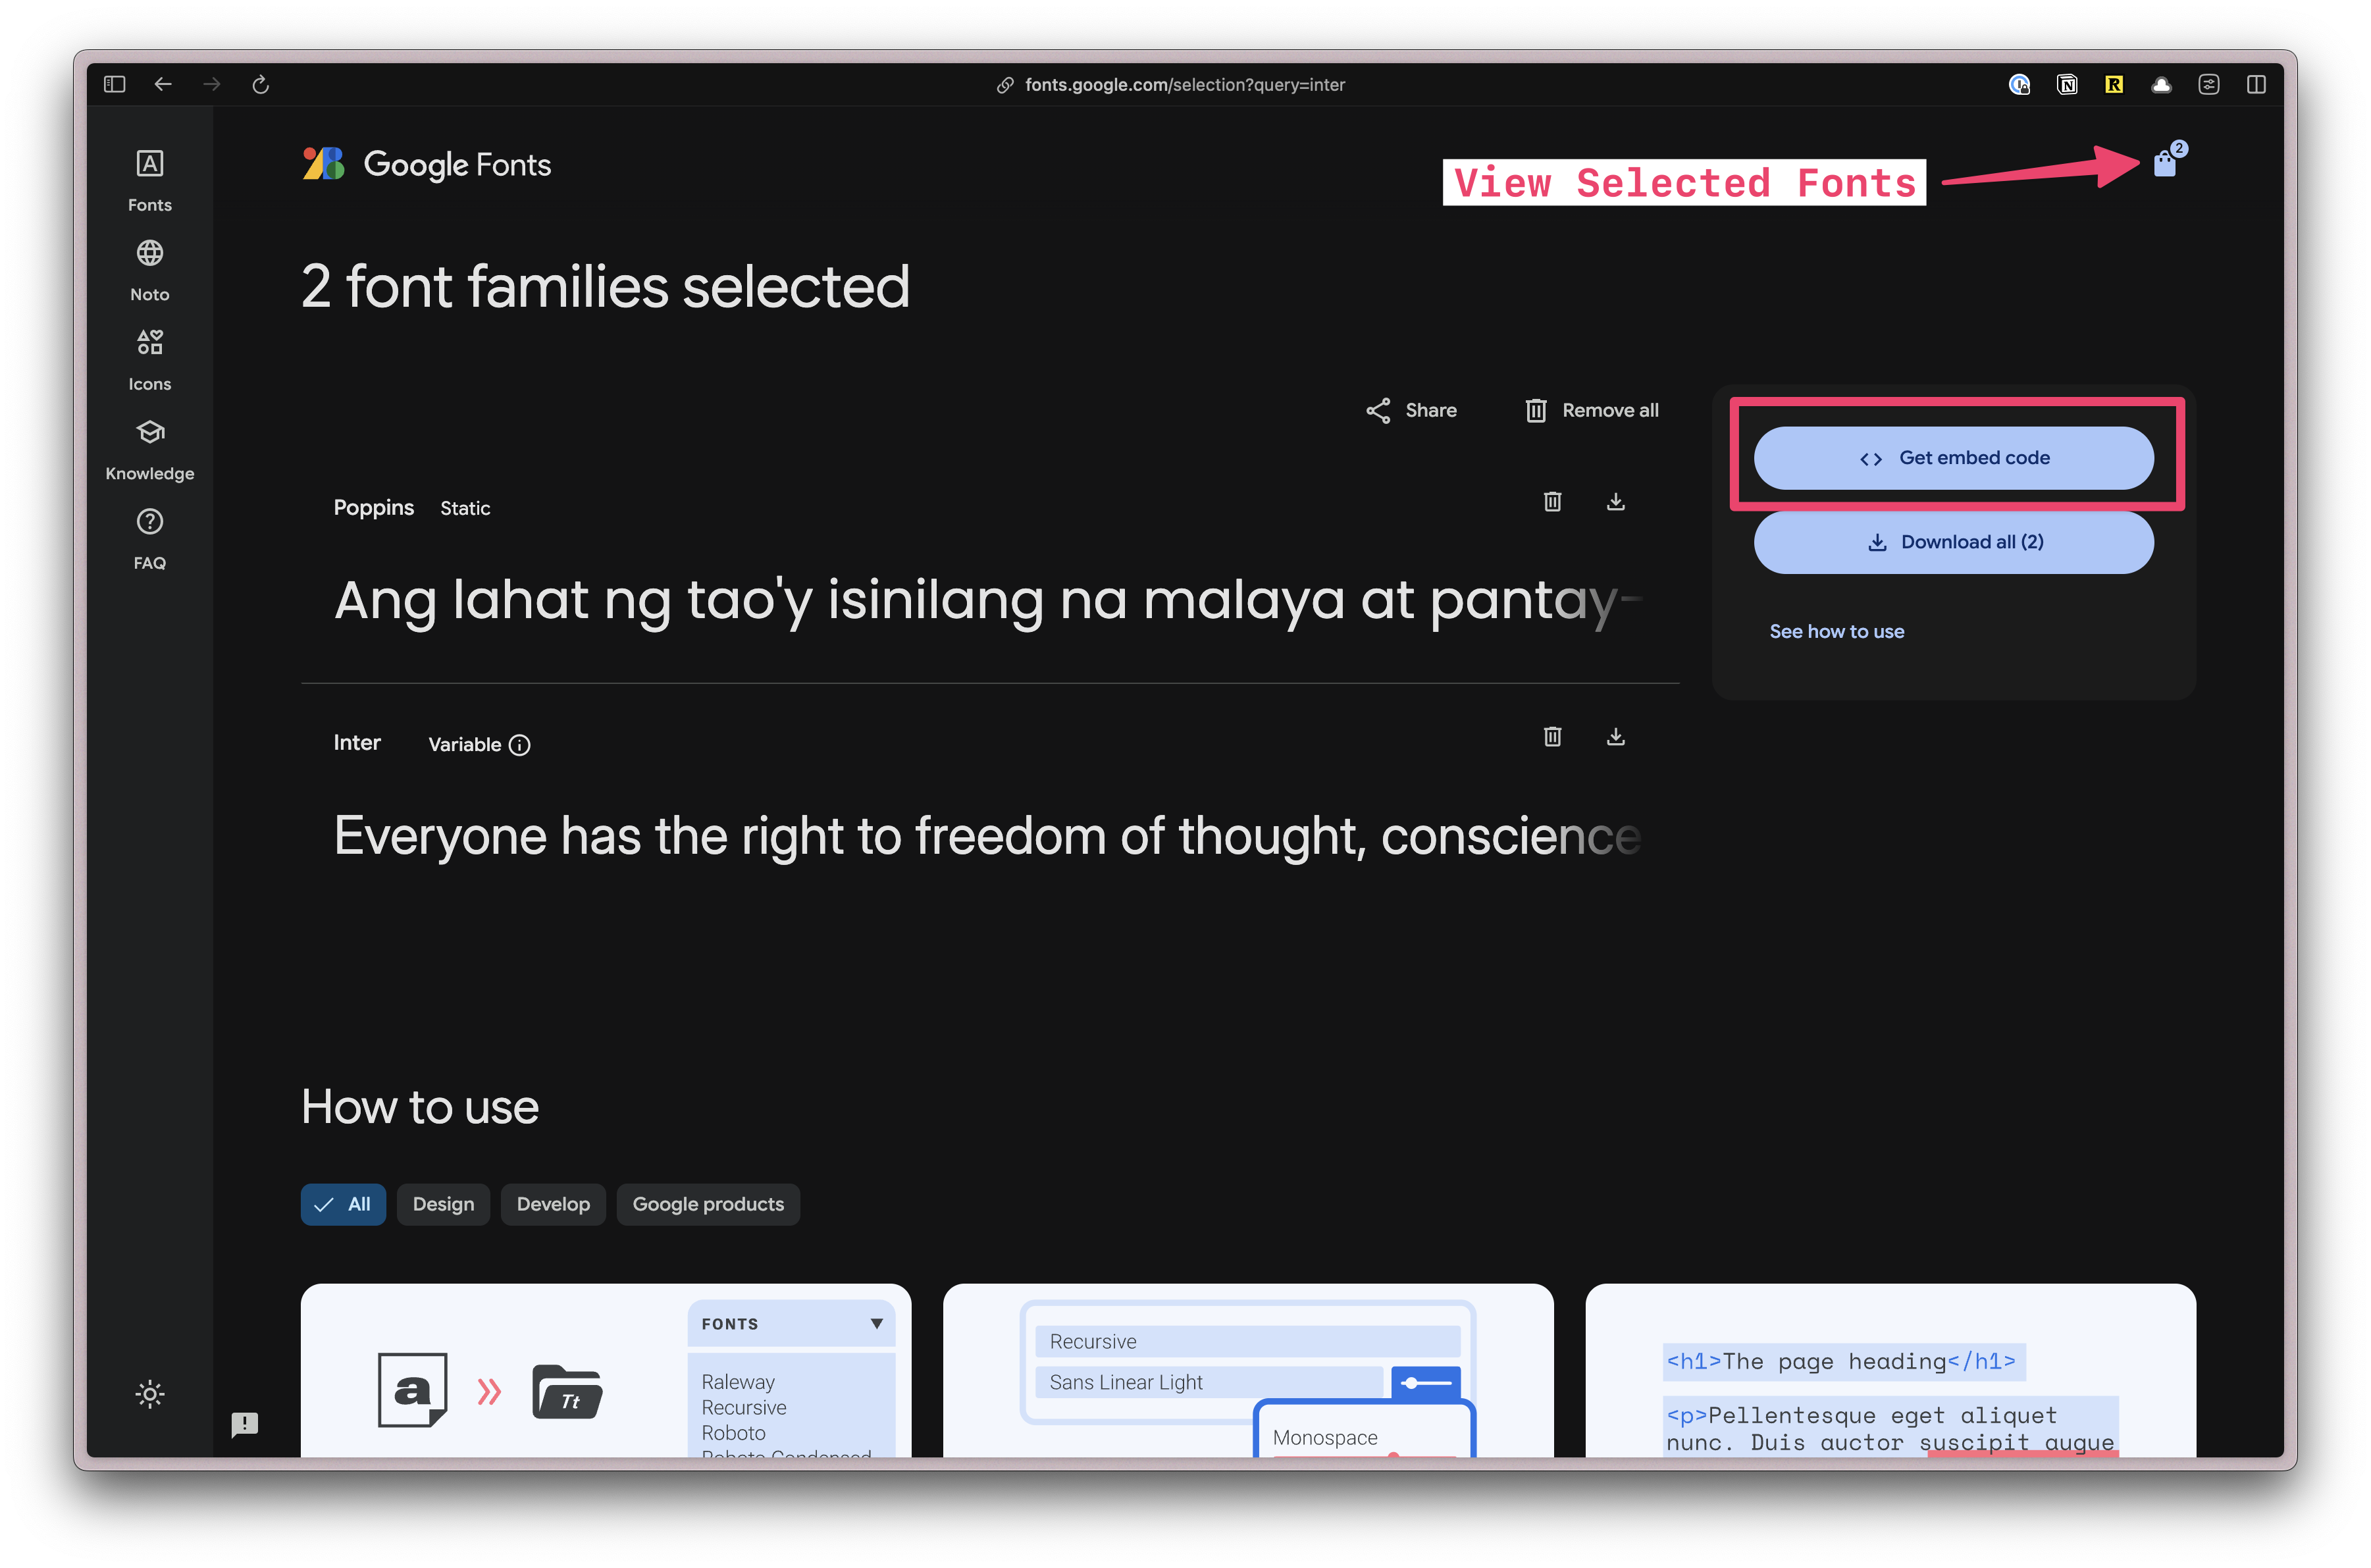 fonts.google.com/selection?query=inter
Google Fonts
View Selected Fonts
2
Fonts
Noto
Icons
Knowledge
FAQ
2 font families selected
Share
Remove all
Get embed code
Download all (2)
See how to use
Poppins Static
Ang lahat ng tao'y isinilang na malaya at pantay-
Inter Variable
Everyone has the right to freedom of thought, conscience
How to use
All
Design
Develop
Google products
FONTS
a
Tt
Raleway
Recursive
Roboto
Roboto Condensed
Recursive
Sans Linear Light
Monospace
<h1>The page heading</h1>
<p>Pellentesque eget aliquet
nunc. Duis auctor suscipit augue